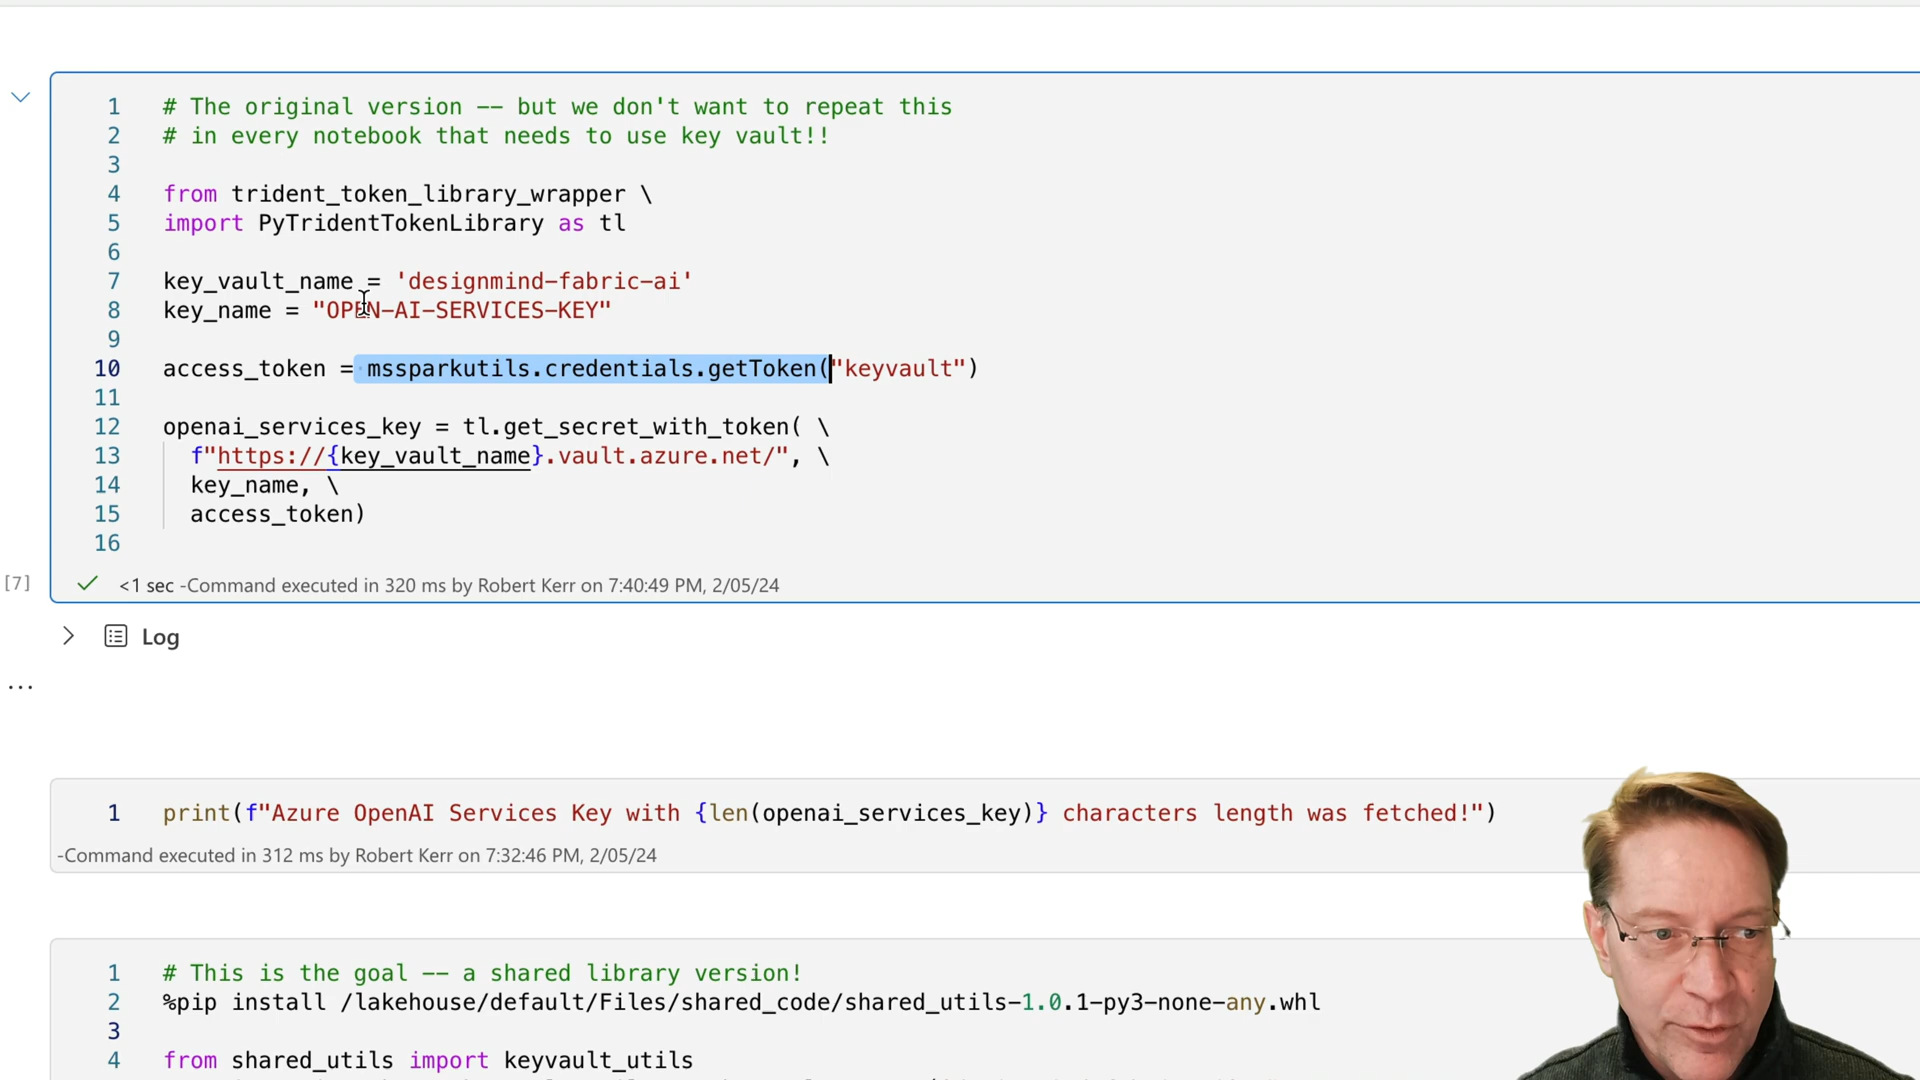 1 # The original version -- but we don't want to repeat this
2 # in every notebook that needs to use key vault!!
3
4 from trident_token_library_wrapper \
5 import PyTridentTokenLibrary as tl
6
7 key_vault_name = 'designmind-fabric-ai'
8 key_name = "OPEN-AI-SERVICES-KEY"
9
10 access_token = mssparkutils.credentials.getToken("keyvault")
11
12 openai_services_key = tl.get_secret_with_token( \
13 f"https://{key_vault_name}.vault.azure.net/", \
14 key_name, \
15 access_token)
16
[7] <1 sec -Command executed in 320 ms by Robert Kerr on 7:40:49 PM, 2/05/24
Log
...
1 print(f"Azure OpenAI Services Key with {len(openai_services_key)} characters length was fetched!")
-Command executed in 312 ms by Robert Kerr on 7:32:46 PM, 2/05/24
1 # This is the goal -- a shared library version!
2 %pip install /lakehouse/default/Files/shared_code/shared_utils-1.0.1-py3-none-any.whl
3
4 from shared_utils import keyvault_utils